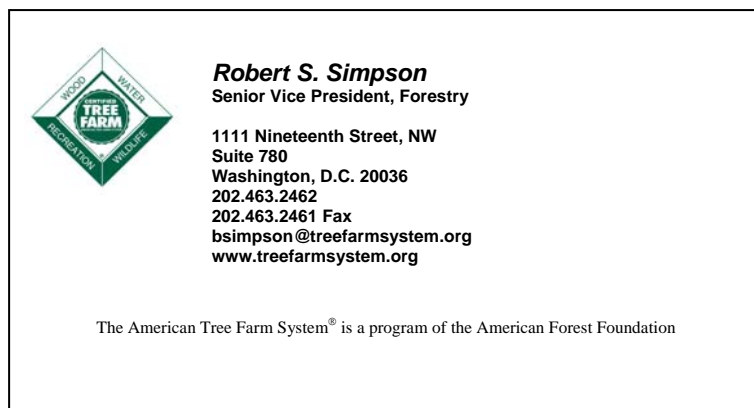 WOOD
WATER
CERTIFIED
TREE
FARM
RECREATION
WILDLIFE
Robert S. Simpson
Senior Vice President, Forestry
1111 Nineteenth Street, NW
Suite 780
Washington, D.C. 20036
202.463.2462
202.463.2461 Fax
bsimpson@treefarmsystem.org
www.treefarmsystem.org
The American Tree Farm System® is a program of the American Forest Foundation